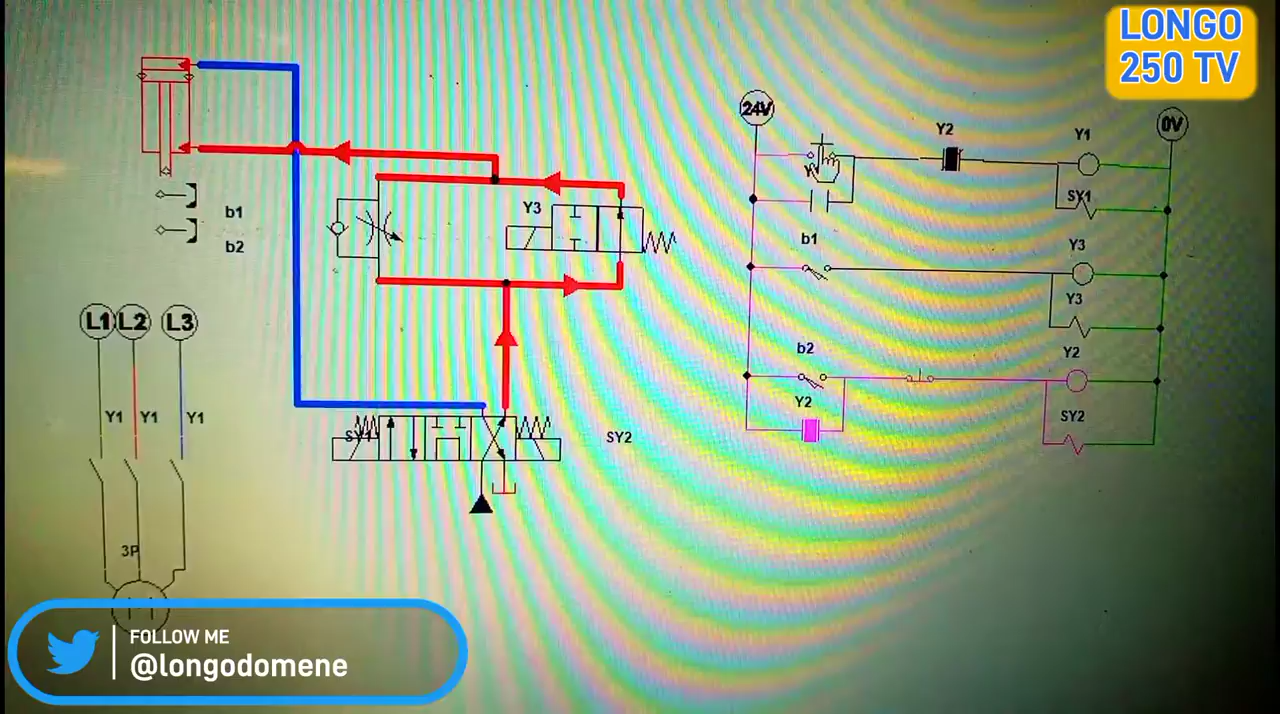 LONGO
250 TV
24V
0V
Y2
Y1
SY1
b1
Y3
Y3
b2
Y2
Y2
SY2
Y3
b1
b2
L1
L2
L3
Y1
Y1
Y1
SY1
SY2
3P
FOLLOW ME
@longodomene